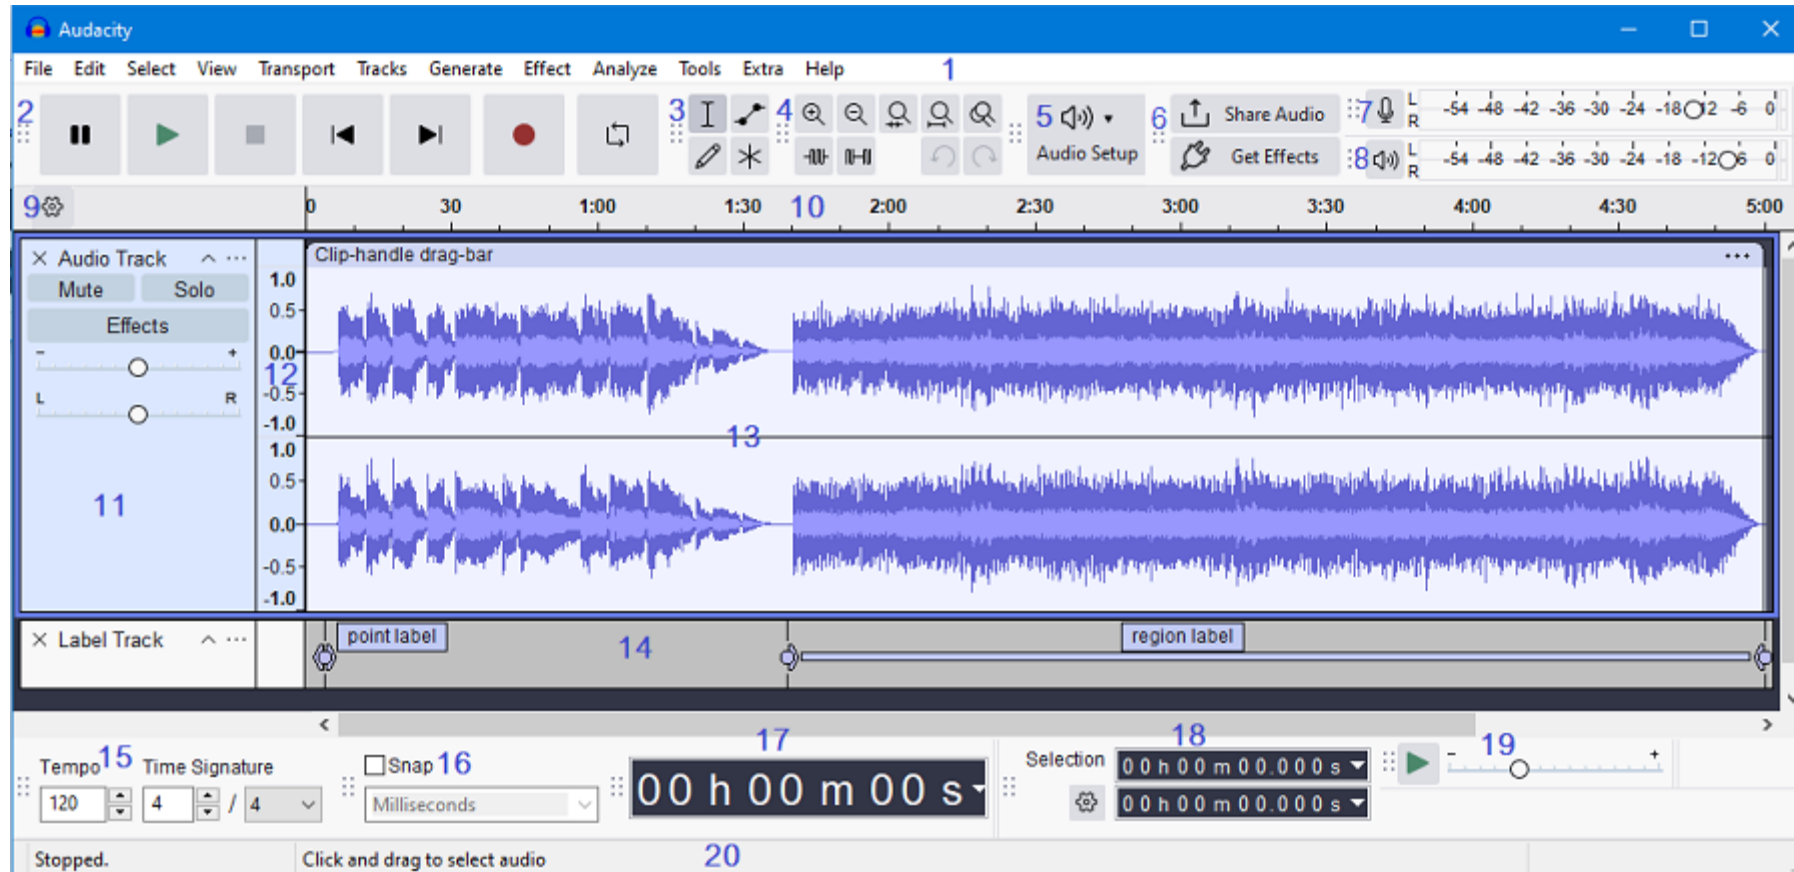 Audacity
File Edit Select View Transport Tracks Generate Effect Analyze Tools Extra Help 1
2 3 4 5 6 Share Audio 7 L R -54 -48 -42 -36 -30 -24 -18 12 -6 0
Audio Setup Get Effects 8 L R -54 -48 -42 -36 -30 -24 -18 -12 6 0
9 0 30 1:00 1:30 10 2:00 2:30 3:00 3:30 4:00 4:30 5:00
Audio Track Clip-handle drag-bar
Mute Solo 1.0
0.5
Effects
- + 0.0
12
L R -0.5
-1.0
13
1.0
0.5
11
0.0
-0.5
-1.0
Label Track point label 14 region label
17 18
Tempo 15 Time Signature Snap 16 Selection 00 h 00 m 00.000 s - 19 +
120 4 / 4 Milliseconds 00 h 00 m 00 s 00 h 00 m 00.000 s
Stopped. Click and drag to select audio 20